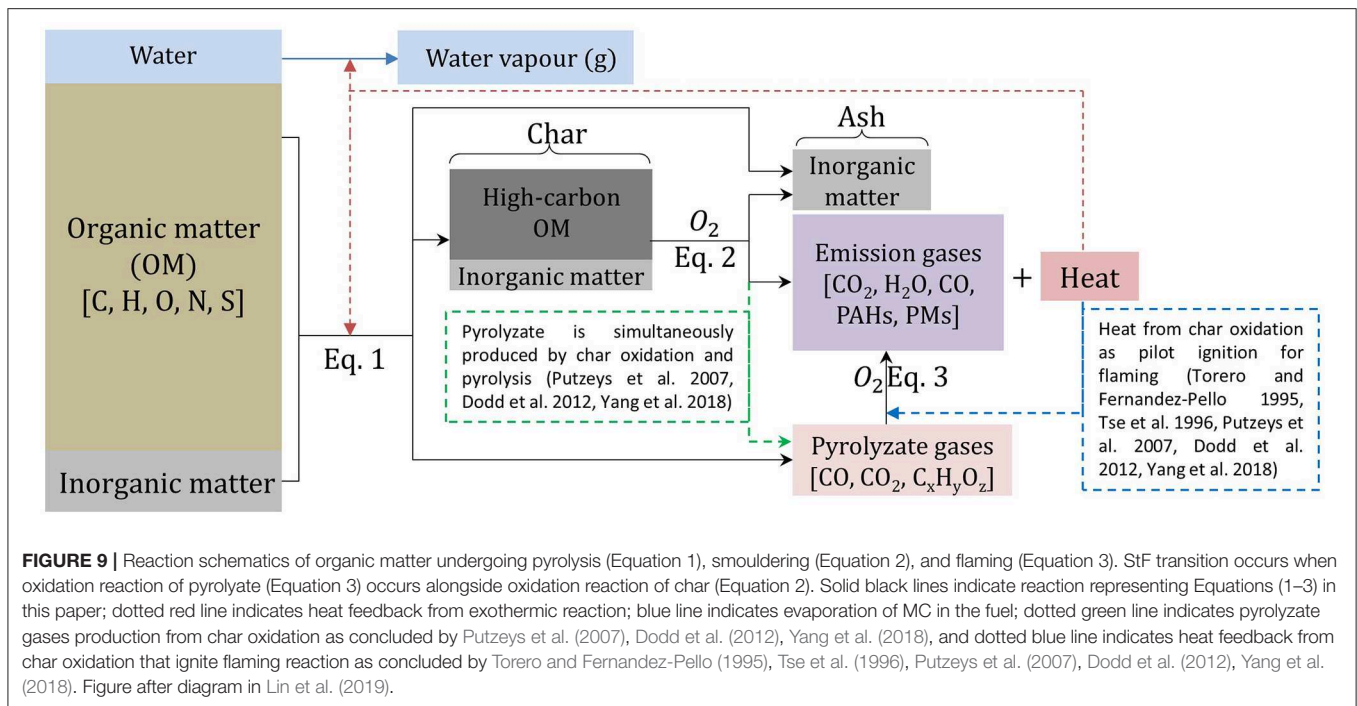 Water
Water vapour (g)
Organic matter
(OM)
[C, H, O, N, S]
Inorganic matter
Eq. 1
Char
High-carbon
OM
Inorganic matter
O₂
Eq. 2
Ash
Inorganic
matter
Emission gases
[CO₂, H₂O, CO,
PAHs, PMs]
+
Heat
Pyrolyzate is simultaneously
produced by char oxidation and
pyrolysis (Putzeys et al. 2007,
Dodd et al. 2012, Yang et al. 2018)
O₂ Eq. 3
Pyrolyzate gases
[CO, CO₂, CₓHᵧO_z]
Heat from char oxidation
as pilot ignition for
flaming (Torero and
Fernandez-Pello 1995,
Tse et al. 1996, Putzeys et
al. 2007, Dodd et al.
2012, Yang et al. 2018)
FIGURE 9 | Reaction schematics of organic matter undergoing pyrolysis (Equation 1), smouldering (Equation 2), and flaming (Equation 3). StF transition occurs when
oxidation reaction of pyrolyate (Equation 3) occurs alongside oxidation reaction of char (Equation 2). Solid black lines indicate reaction representing Equations (1–3) in
this paper; dotted red line indicates heat feedback from exothermic reaction; blue line indicates evaporation of MC in the fuel; dotted green line indicates pyrolyzate
gases production from char oxidation as concluded by Putzeys et al. (2007), Dodd et al. (2012), Yang et al. (2018), and dotted blue line indicates heat feedback from
char oxidation that ignite flaming reaction as concluded by Torero and Fernandez-Pello (1995), Tse et al. (1996), Putzeys et al. (2007), Dodd et al. (2012), Yang et al.
(2018). Figure after diagram in Lin et al. (2019).